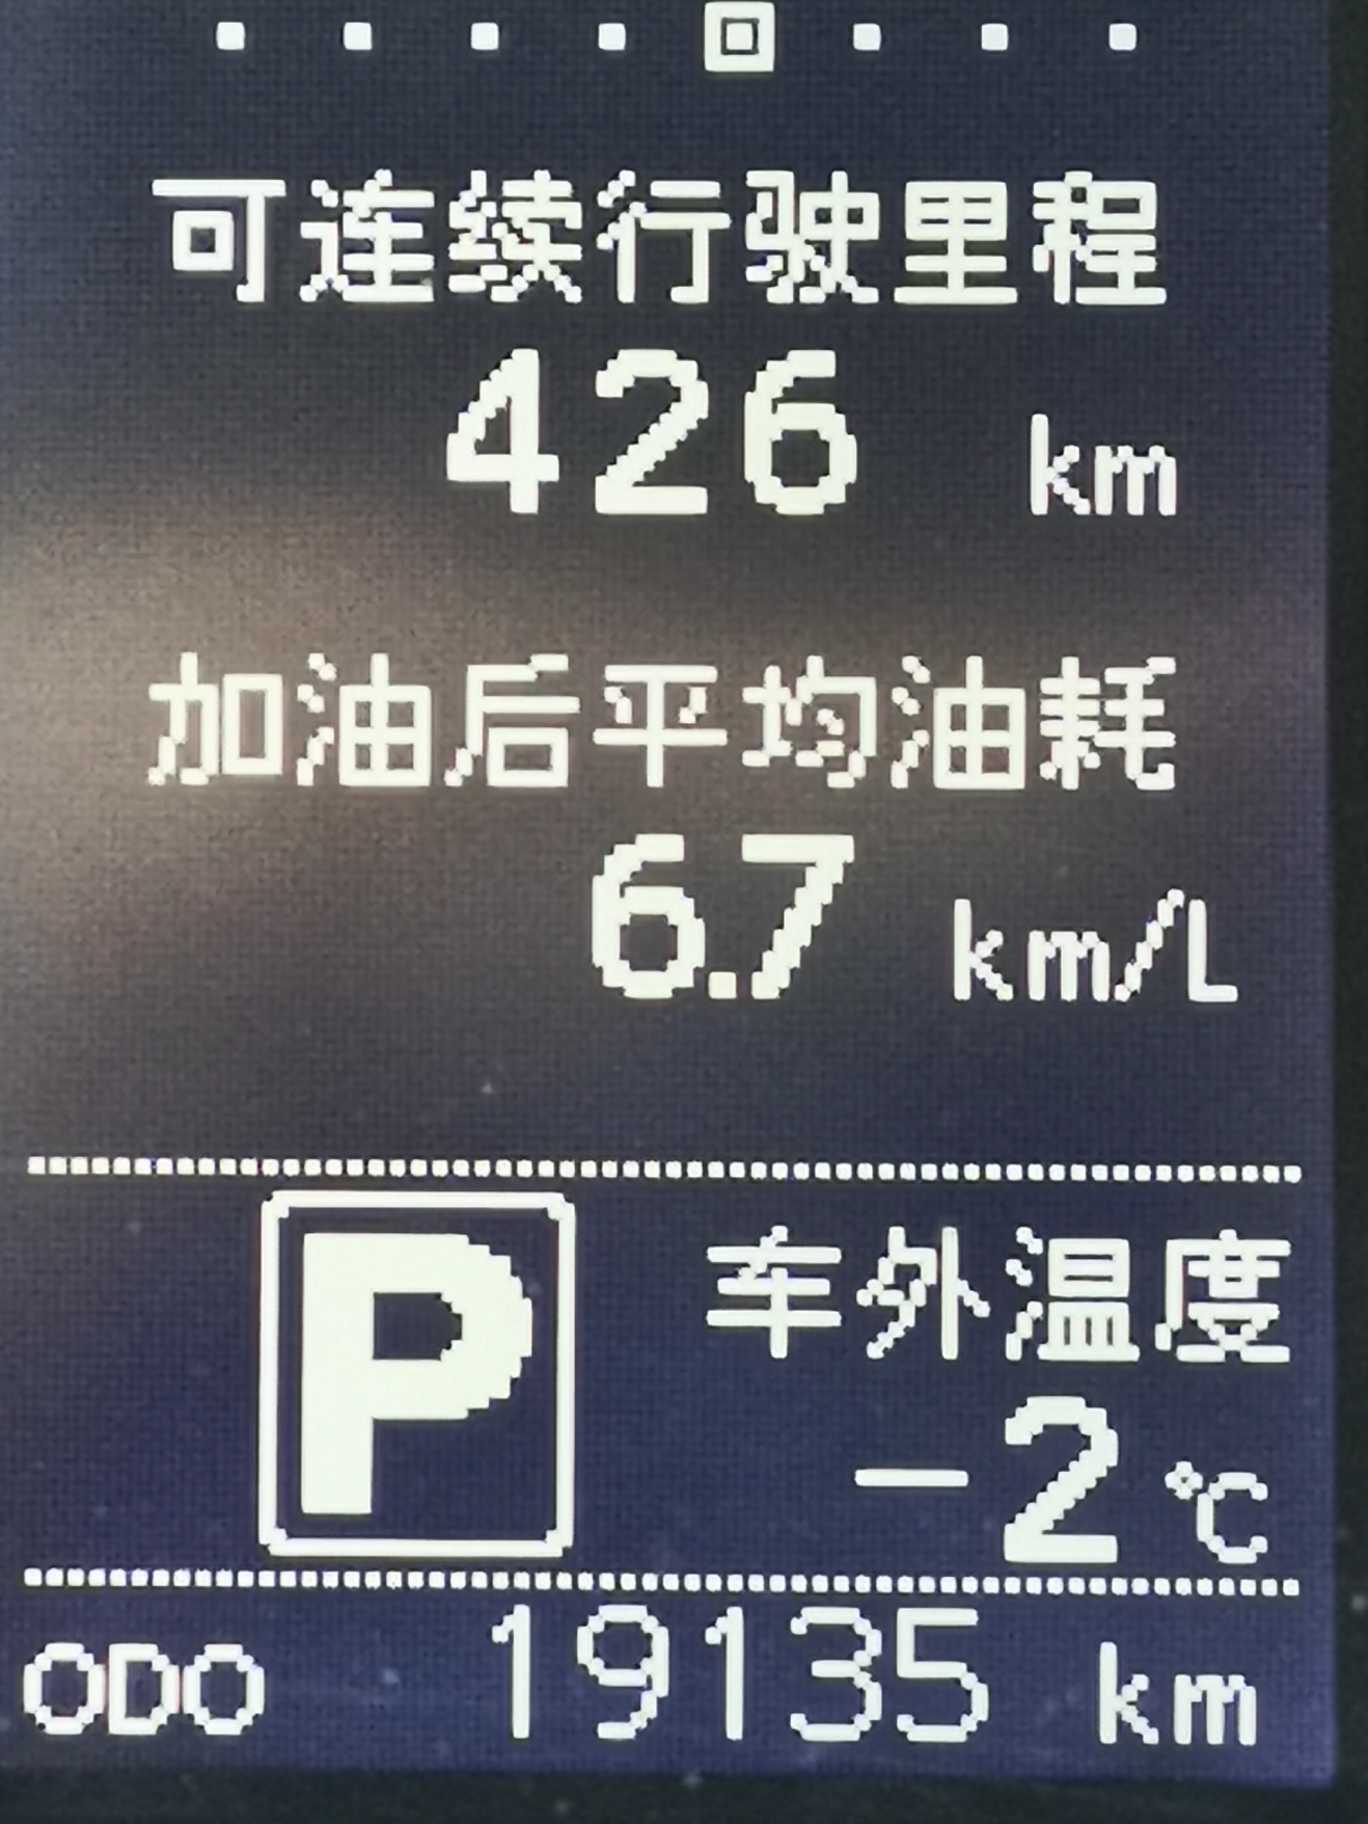 可连续行驶里程
426 km
加油后平均油耗
6.7 km/L
P
车外温度
-2℃
ODO 19135 km